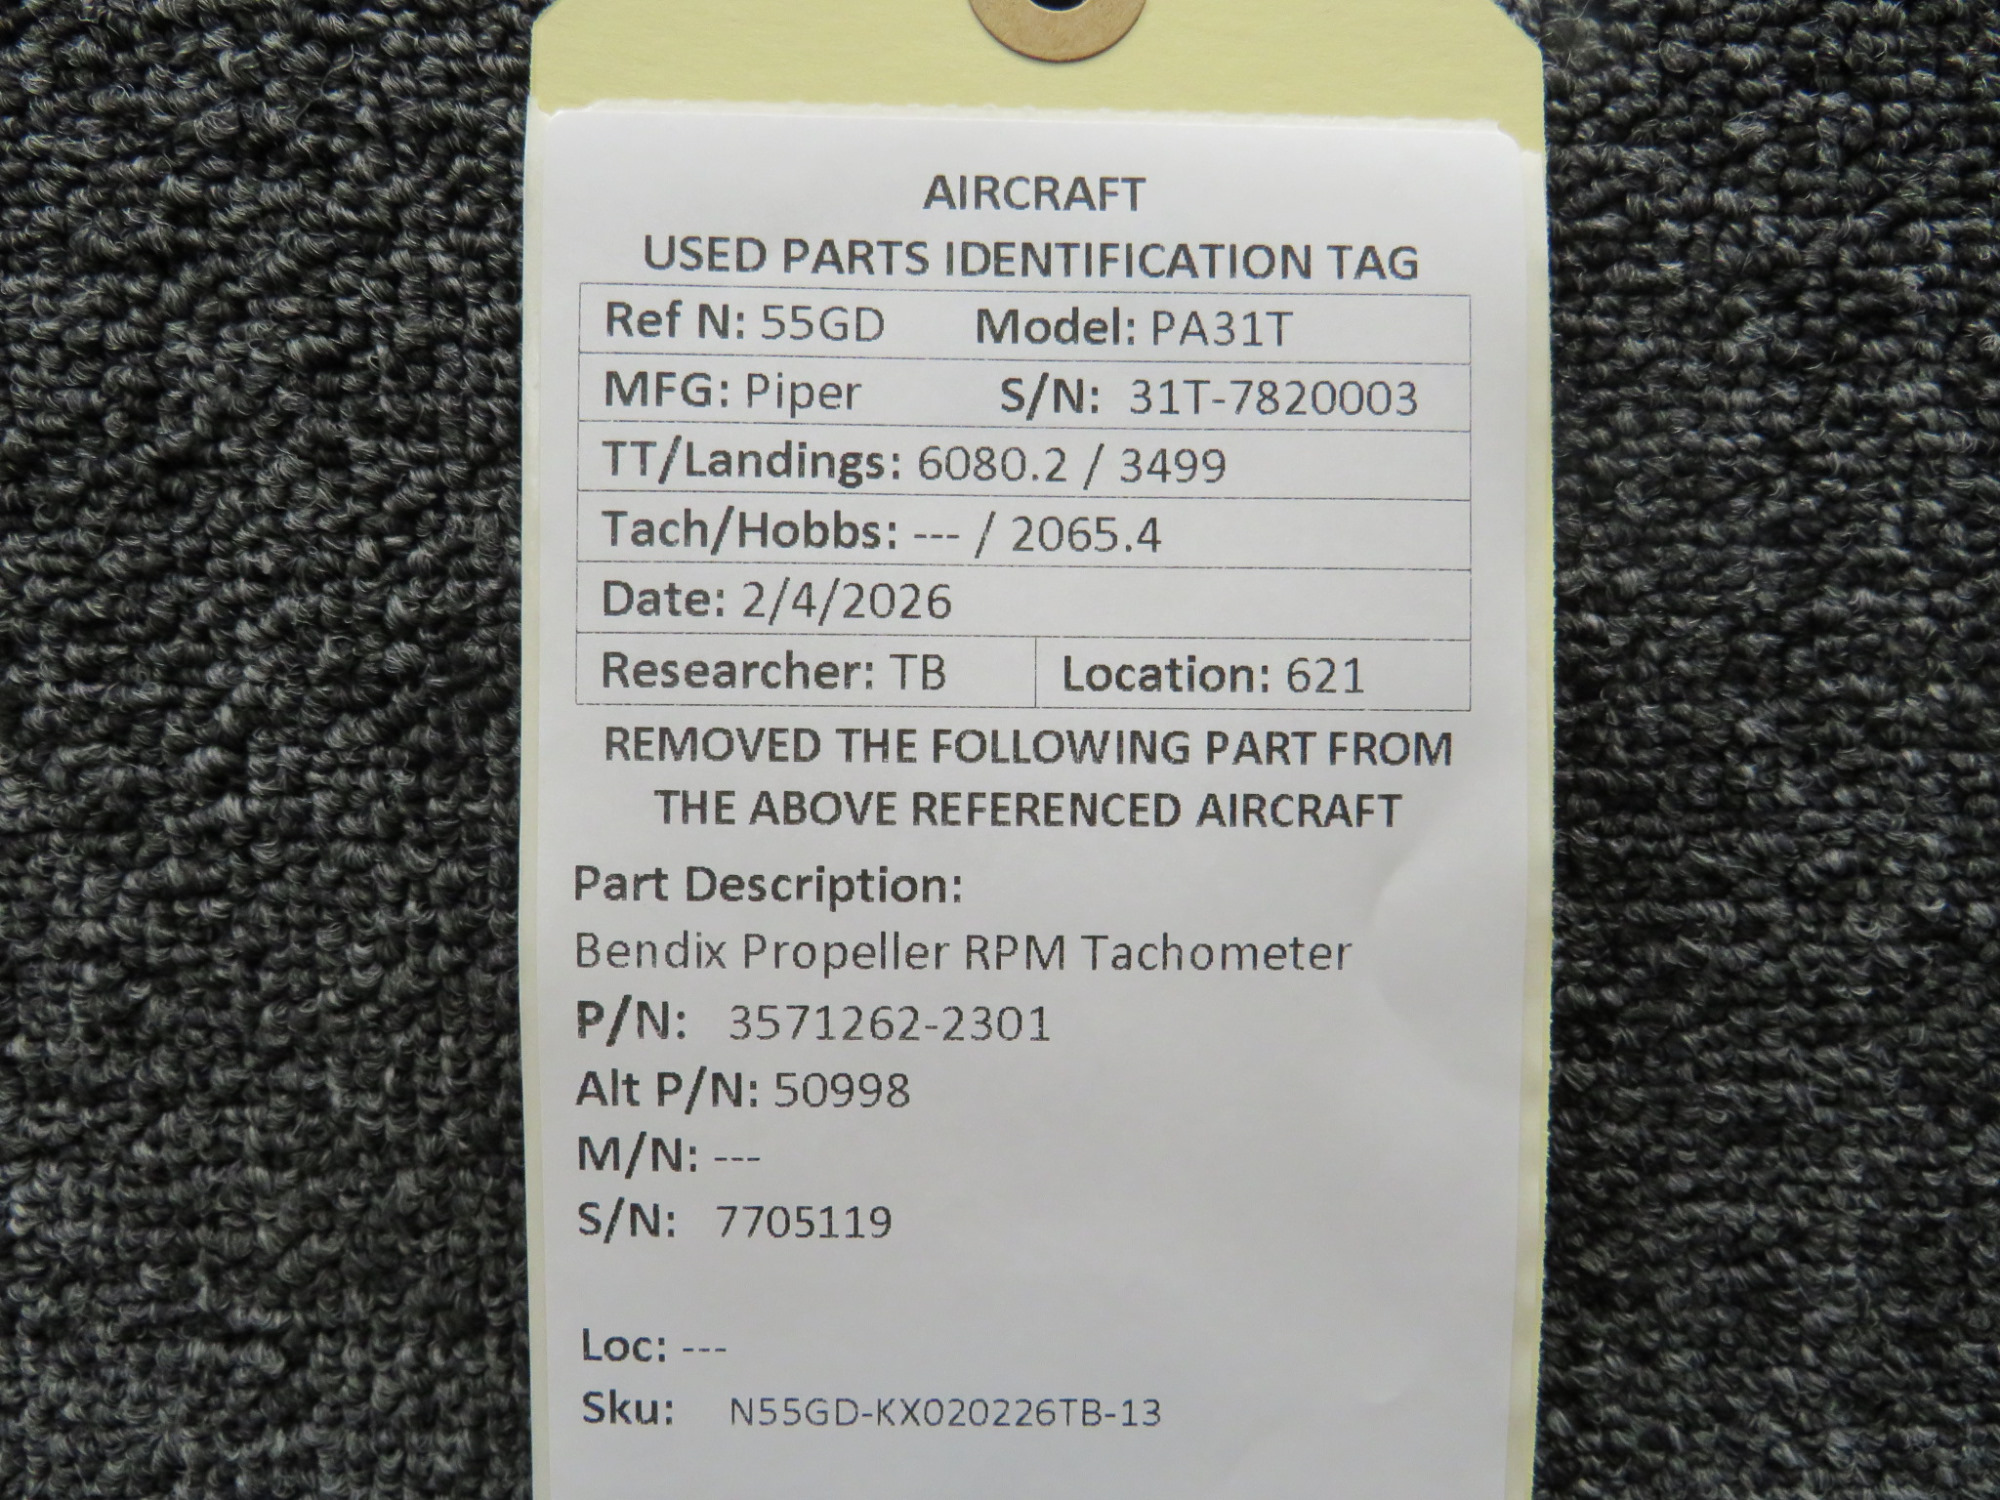 AIRCRAFT
USED PARTS IDENTIFICATION TAG
Ref N: 55GD Model: PA31T
MFG: Piper S/N: 31T-7820003
TT/Landings: 6080.2 / 3499
Tach/Hobbs: --- / 2065.4
Date: 2/4/2026
Researcher: TB Location: 621
REMOVED THE FOLLOWING PART FROM
THE ABOVE REFERENCED AIRCRAFT
Part Description:
Bendix Propeller RPM Tachometer
P/N: 3571262-2301
Alt P/N: 50998
M/N: ---
S/N: 7705119
Loc: ---
Sku: N55GD-KX020226TB-13